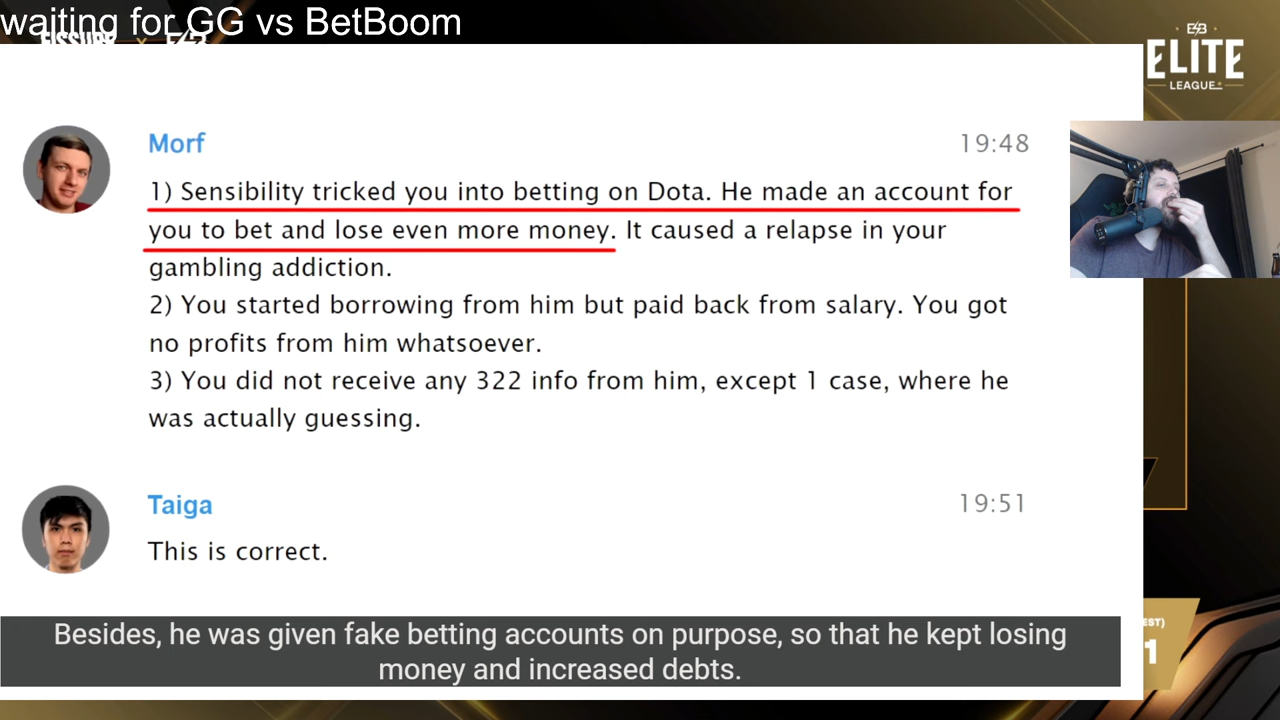 waiting for GG vs BetBoom
FISSURE x ESB
ESB
ELITE
LEAGUE
Morf
19:48
1) Sensibility tricked you into betting on Dota. He made an account for
you to bet and lose even more money. It caused a relapse in your
gambling addiction.
2) You started borrowing from him but paid back from salary. You got
no profits from him whatsoever.
3) You did not receive any 322 info from him, except 1 case, where he
was actually guessing.
Taiga
19:51
This is correct.
EST)
1
Besides, he was given fake betting accounts on purpose, so that he kept losing
money and increased debts.